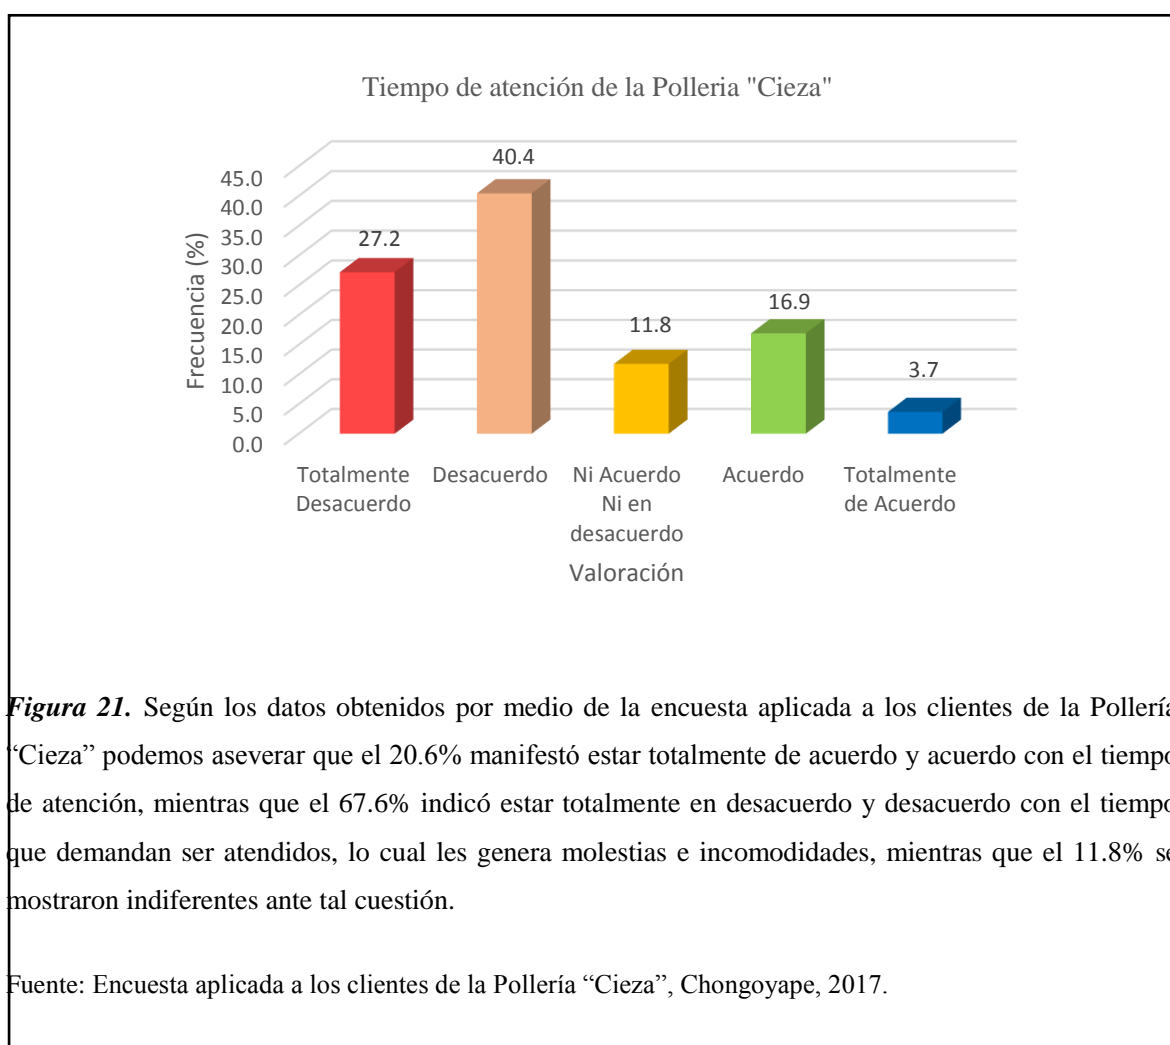 Tiempo de atención de la Polleria "Cieza"
45.0
40.0
35.0
30.0
25.0
20.0
15.0
10.0
5.0
0.0
Frecuencia (%)
27.2
40.4
11.8
16.9
3.7
Totalmente
Desacuerdo
Desacuerdo
Ni Acuerdo
Ni en
desacuerdo
Acuerdo
Totalmente
de Acuerdo
Valoración
Figura 21. Según los datos obtenidos por medio de la encuesta aplicada a los clientes de la Pollería
“Cieza” podemos aseverar que el 20.6% manifestó estar totalmente de acuerdo y acuerdo con el tiempo
de atención, mientras que el 67.6% indicó estar totalmente en desacuerdo y desacuerdo con el tiempo
que demandan ser atendidos, lo cual les genera molestias e incomodidades, mientras que el 11.8% se
mostraron indiferentes ante tal cuestión.
Fuente: Encuesta aplicada a los clientes de la Pollería “Cieza”, Chongoyape, 2017.